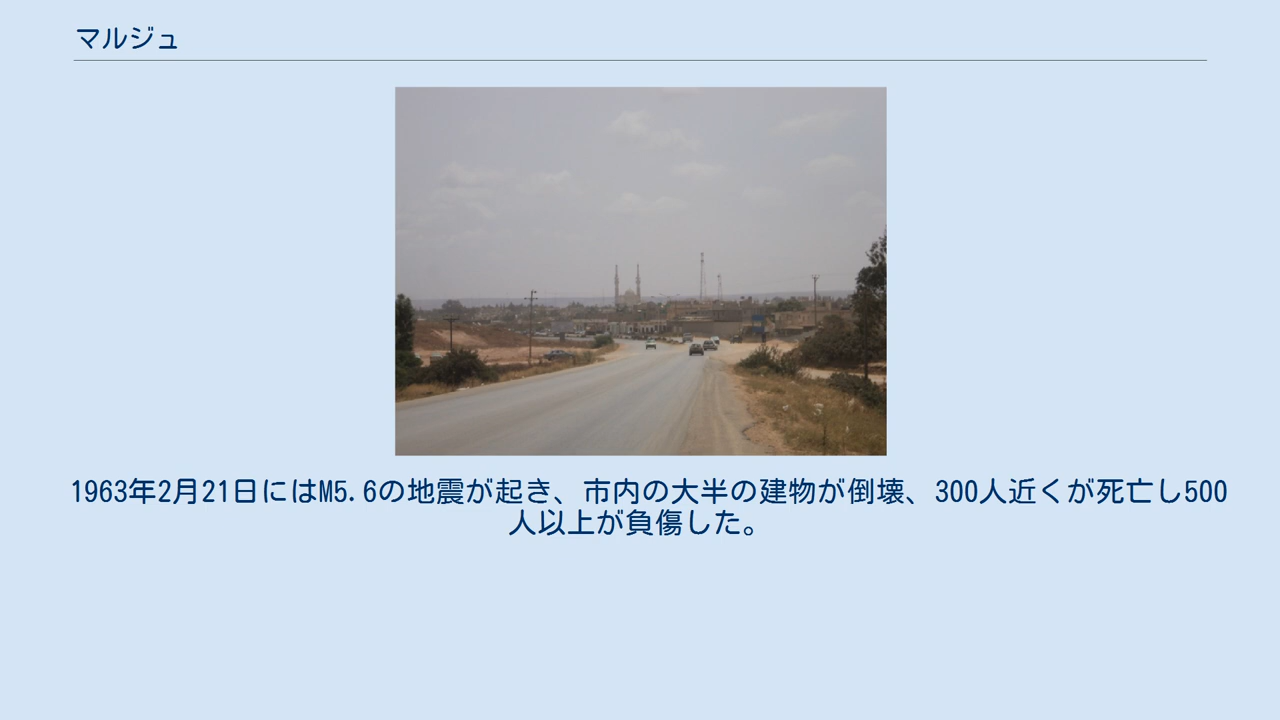 マルジュ
1963年2月21日にはM5.6の地震が起き、市内の大半の建物が倒壊、300人近くが死亡し500
人以上が負傷した。